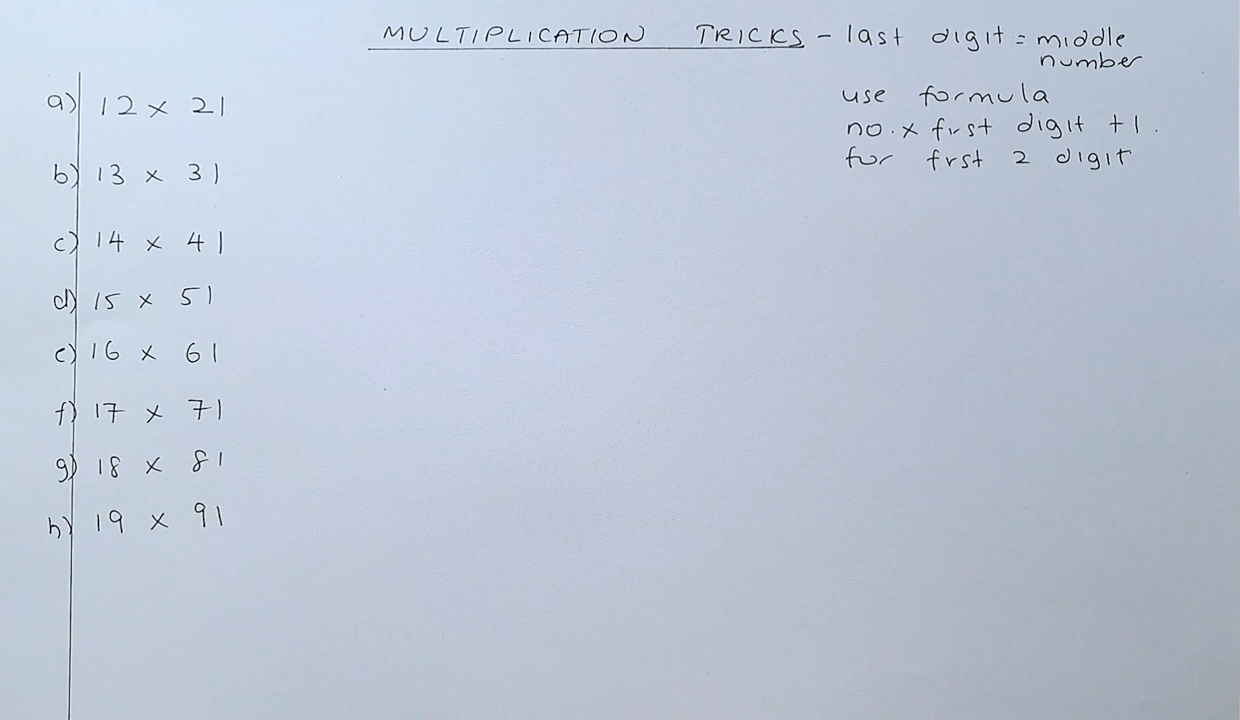 MULTIPLICATION TRICKS - last digit = middle
number
use formula
no. x first digit + 1.
for frst 2 digit
a) 12 x 21
b) 13 x 31
c) 14 x 41
d) 15 x 51
e) 16 x 61
f) 17 x 71
g) 18 x 81
h) 19 x 91